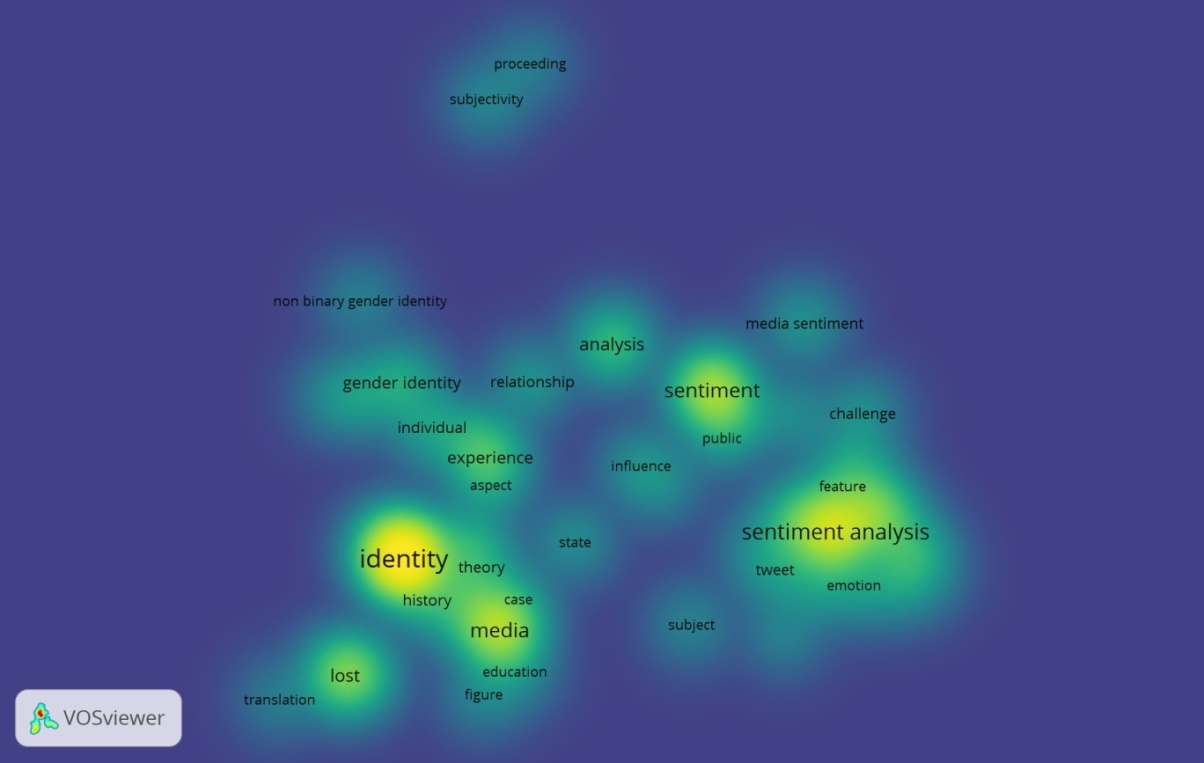 proceeding
subjectivity
non binary gender identity
media sentiment
analysis
gender identity
relationship
sentiment
challenge
individual
public
experience
influence
aspect
feature
sentiment analysis
state
identity
theory
tweet
emotion
history
case
media
subject
education
lost
figure
translation
VOSviewer